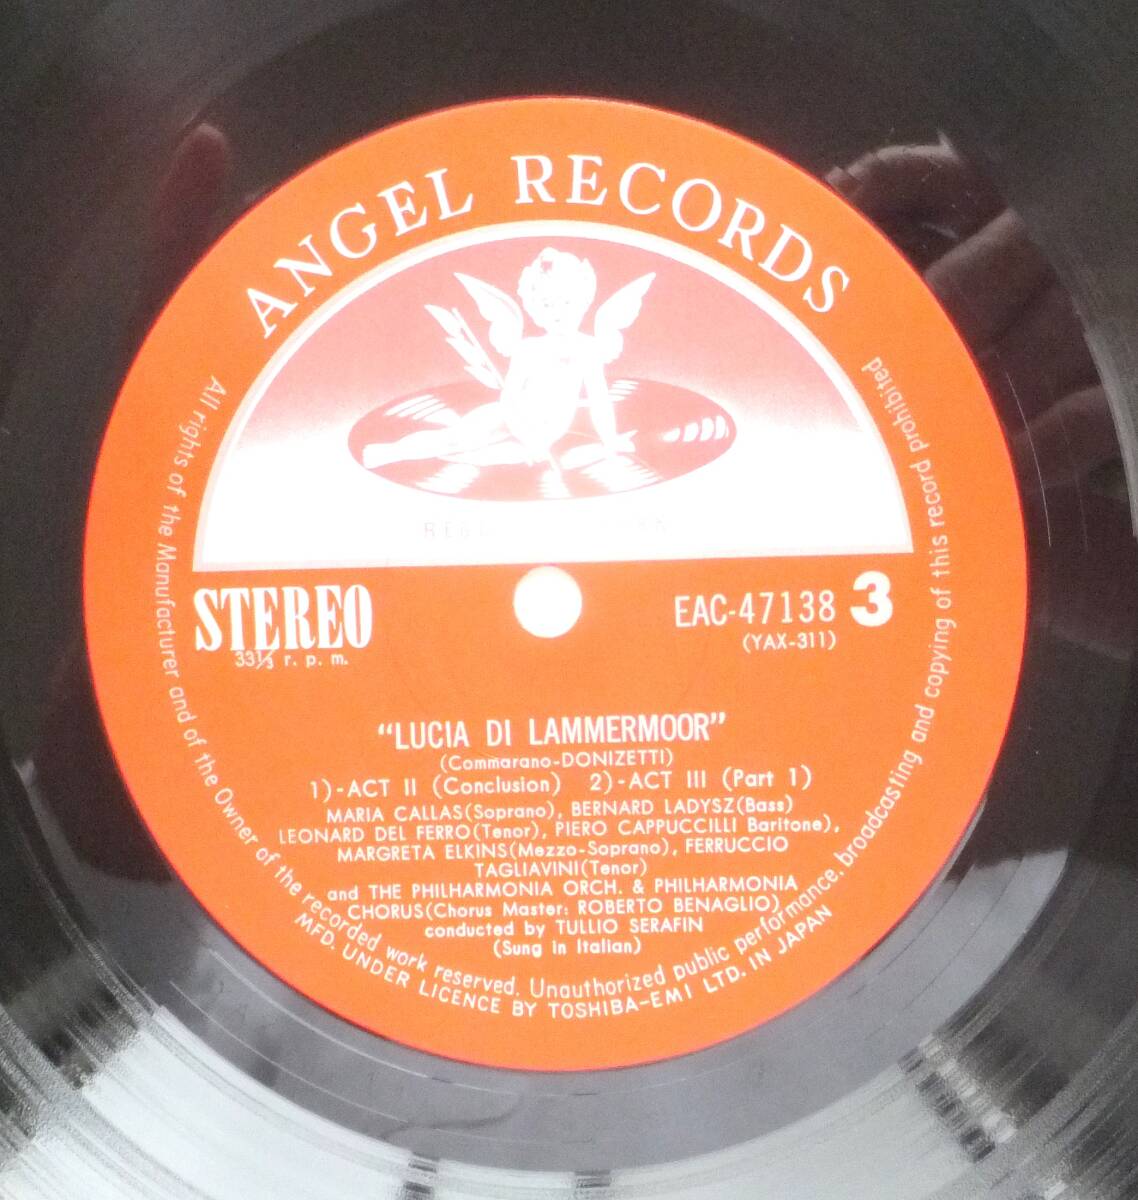 ANGEL RECORDS
STEREO
33⅓ r. p. m.
EAC-47138 3
(YAX-311)
"LUCIA DI LAMMERMOOR"
(Commarano-DONIZETTI)
1)-ACT II (Conclusion) 2)-ACT III (Part 1)
MARIA CALLAS(Soprano), BERNARD LADYSZ(Bass)
LEONARD DEL FERRO(Tenor), PIERO CAPPUCCILLI Baritone),
MARGRETA ELKINS(Mezzo-Soprano), FERRUCCIO
TAGLIAVINI(Tenor)
and THE PHILHARMONIA ORCH. & PHILHARMONIA
CHORUS(Chorus Master: ROBERTO BENAGLIO)
conducted by TULLIO SERAFIN
(Sung in Italian)
All rights of the Manufacturer and of the Owner of the recorded work reserved. Unauthorized public performance. broadcasting and copying of this record prohibited
MFD. UNDER LICENCE BY TOSHIBA-EMI LTD. IN JAPAN